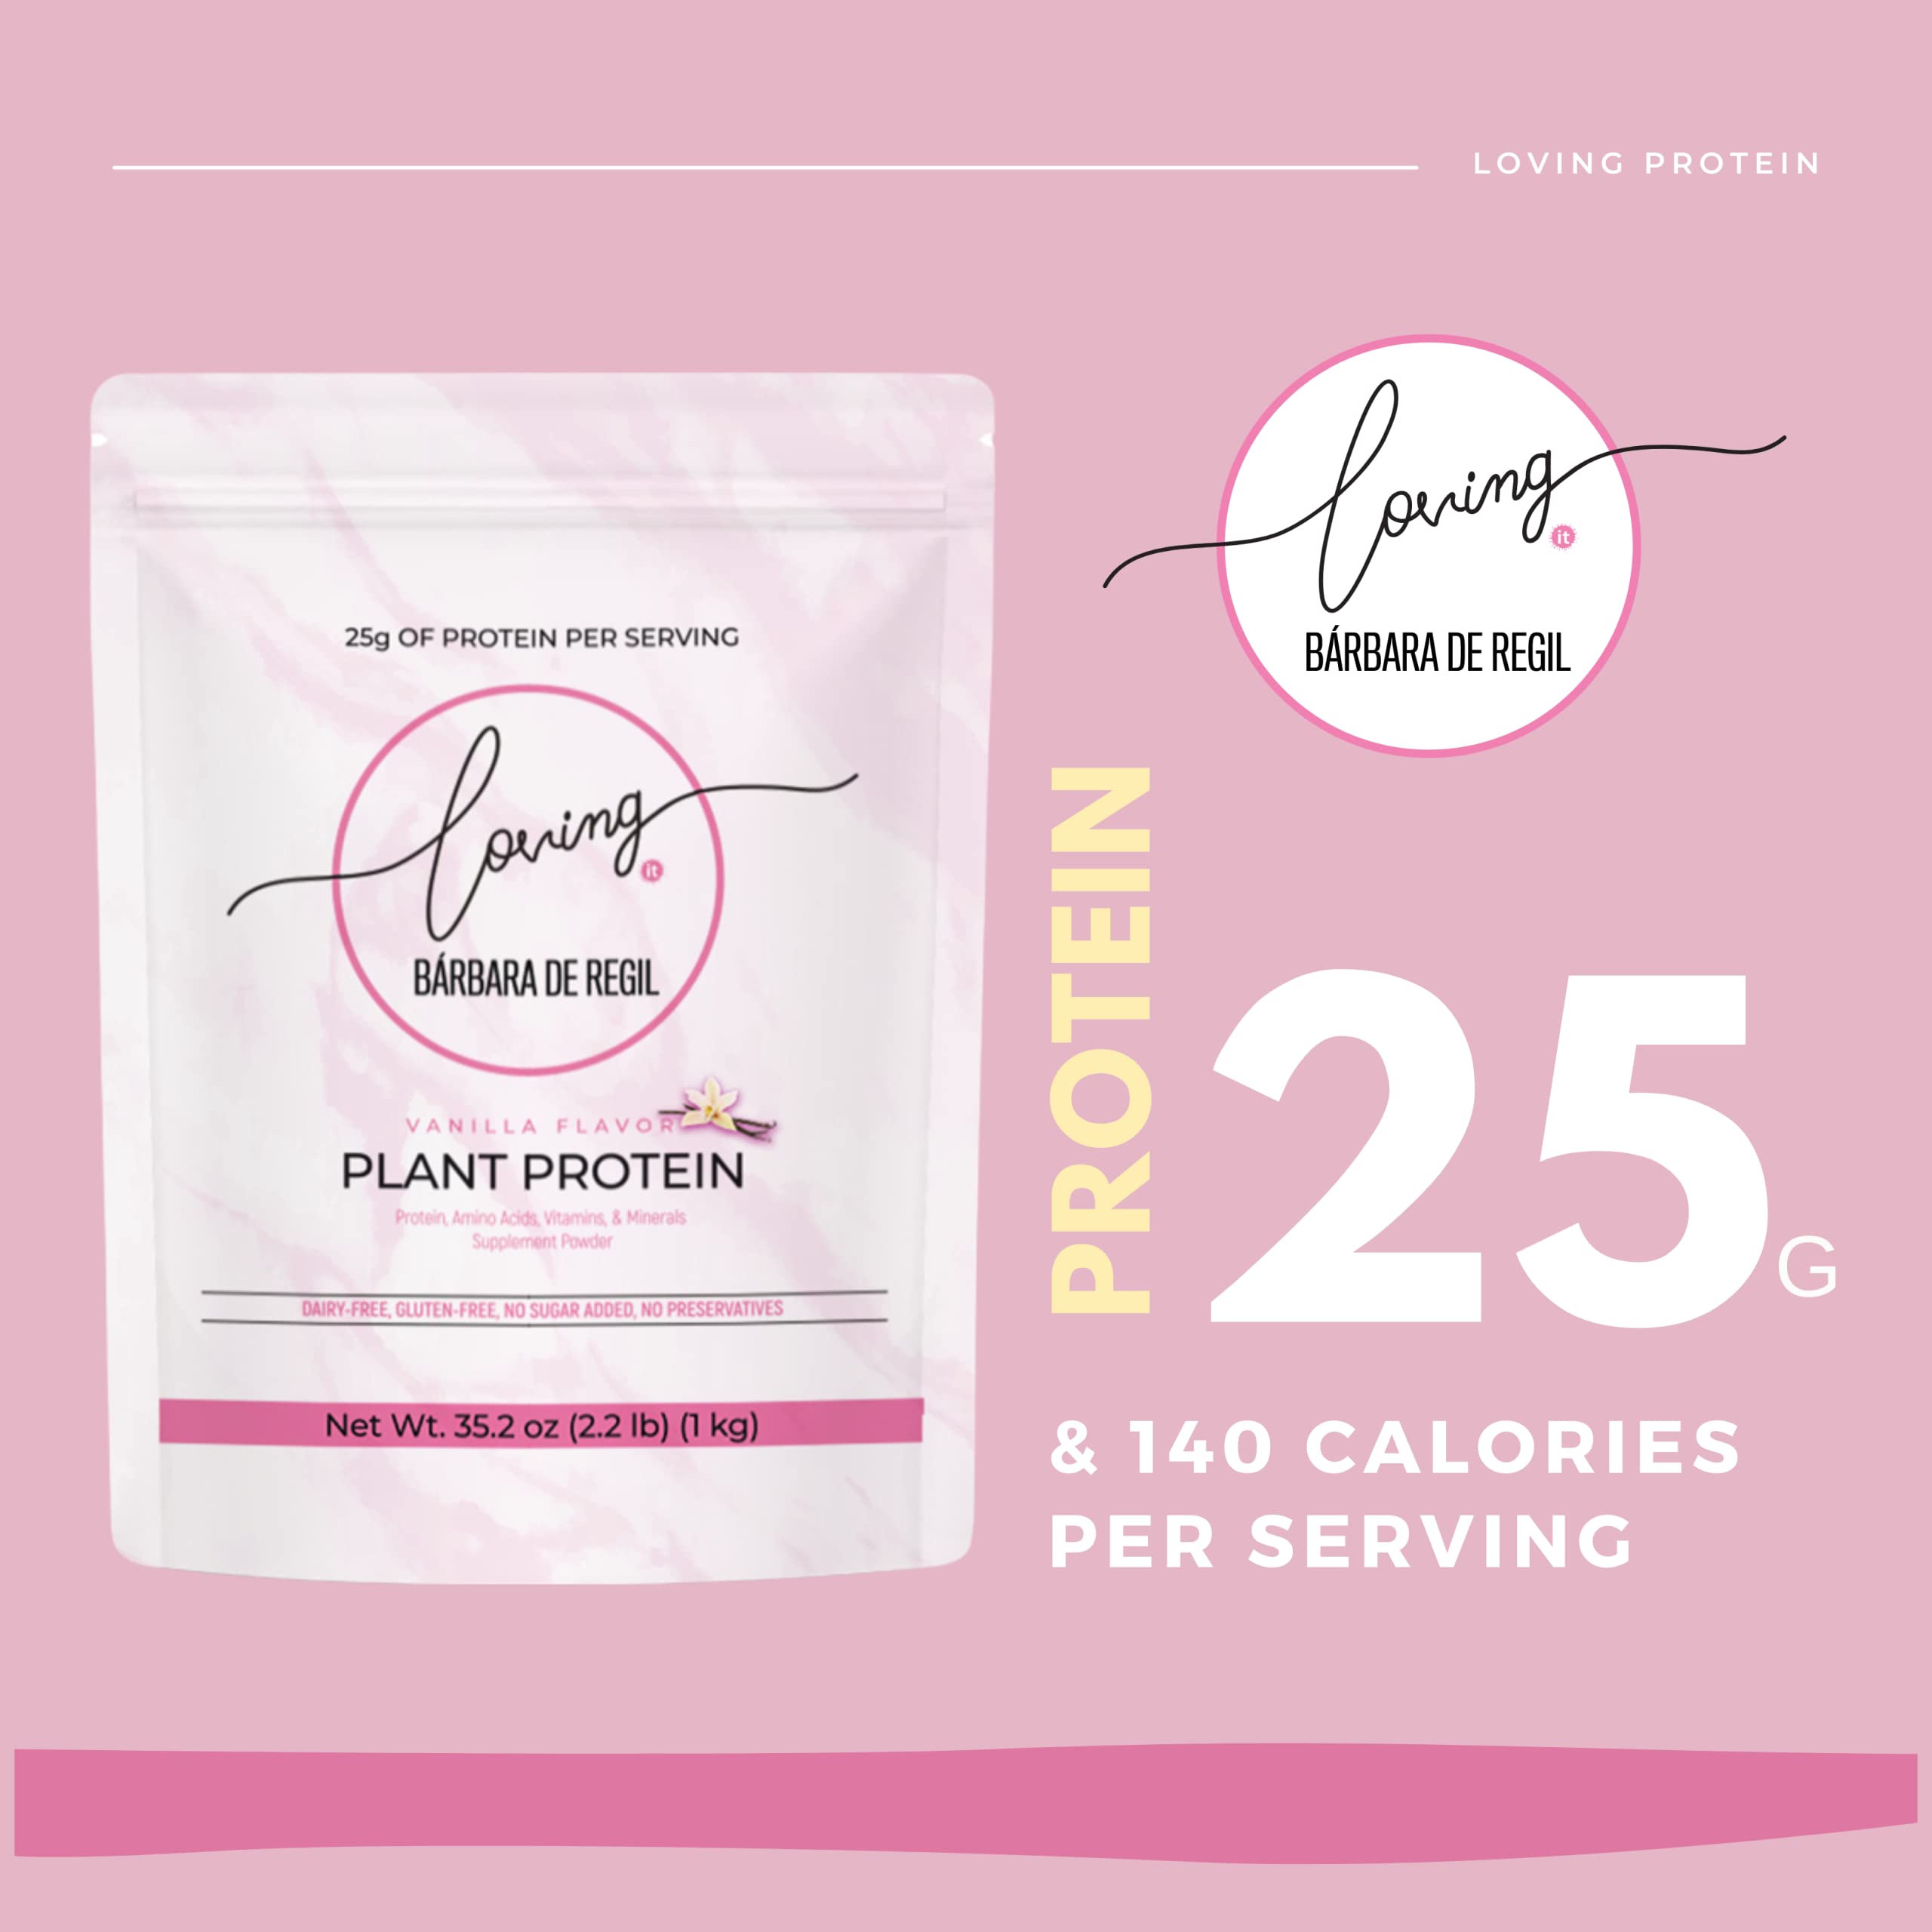 LOVING PROTEIN
25g OF PROTEIN PER SERVING
Loving it
BÁRBARA DE REGIL
VANILLA FLAVOR
PLANT PROTEIN
Protein, Amino Acids, Vitamins, & Minerals
Supplement Powder
DAIRY-FREE, GLUTEN-FREE, NO SUGAR ADDED, NO PRESERVATIVES
Net Wt. 35.2 oz (2.2 lb) (1 kg)
Loving it
BÁRBARA DE REGIL
PROTEIN
25G
& 140 CALORIES
PER SERVING